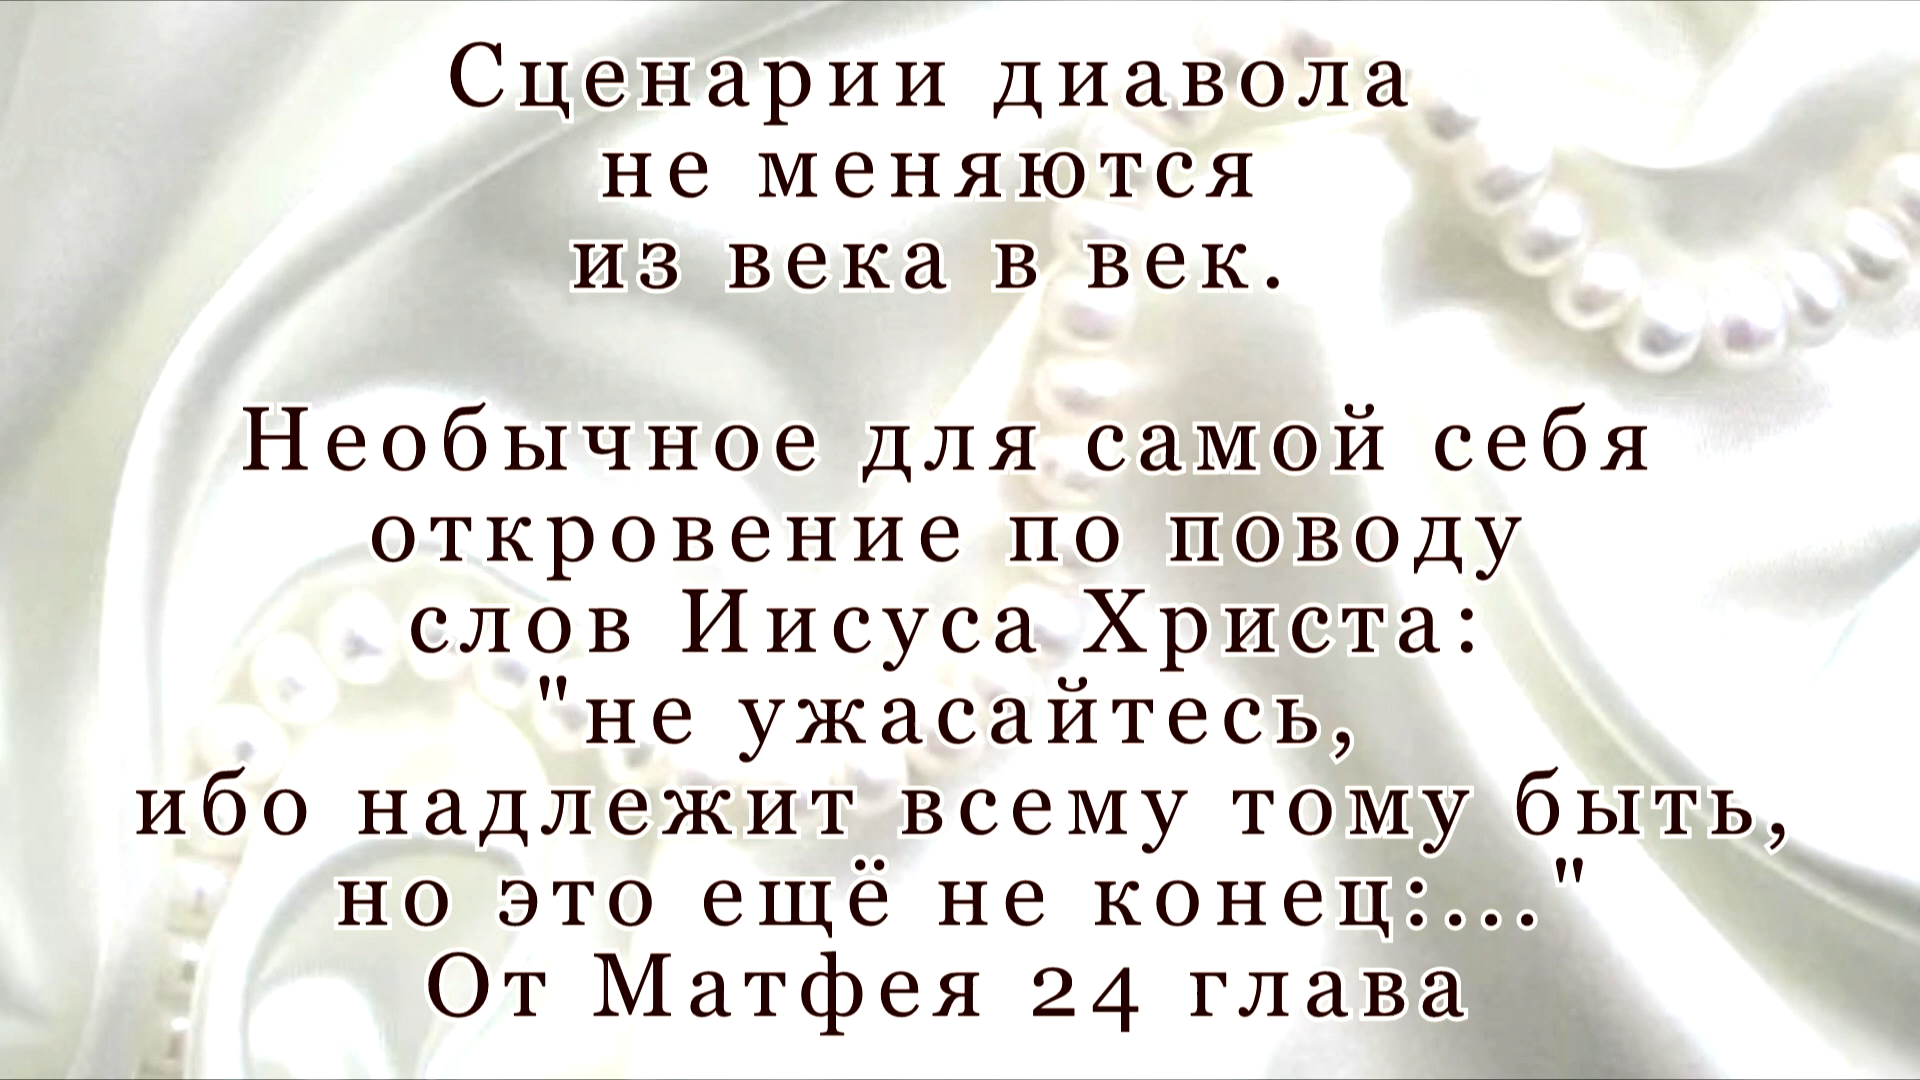 Сценарии диавола
не меняются
из века в век.
Необычное для самой себя
откровение по поводу
слов Иисуса Христа:
"не ужасайтесь,
ибо надлежит всему тому быть,
но это ещё не конец:..."
От Матфея 24 глава